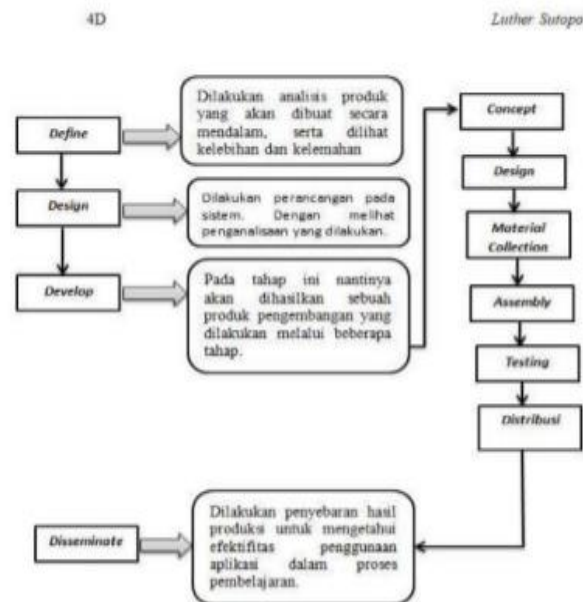 4D
Luther Sutopo
Define
Dilakukan analisis produk
yang akan dibuat secara
mendalam, serta dilihat
kelebihan dan kelemahan
Design
Dilakukan perancangan pada
sistem. Dengan melihat
penganalisaan yang dilakukan.
Develop
Pada tahap ini nantinya
akan dihasilkan sebuah
produk pengembangan yang
dilakukan melalui beberapa
tahap.
Concept
Design
Material
Collection
Assembly
Testing
Distribusi
Disseminate
Dilakukan penyebaran hasil
produksi untuk mengetahui
efektifitas penggunaan
aplikasi dalam proses
pembelajaran.